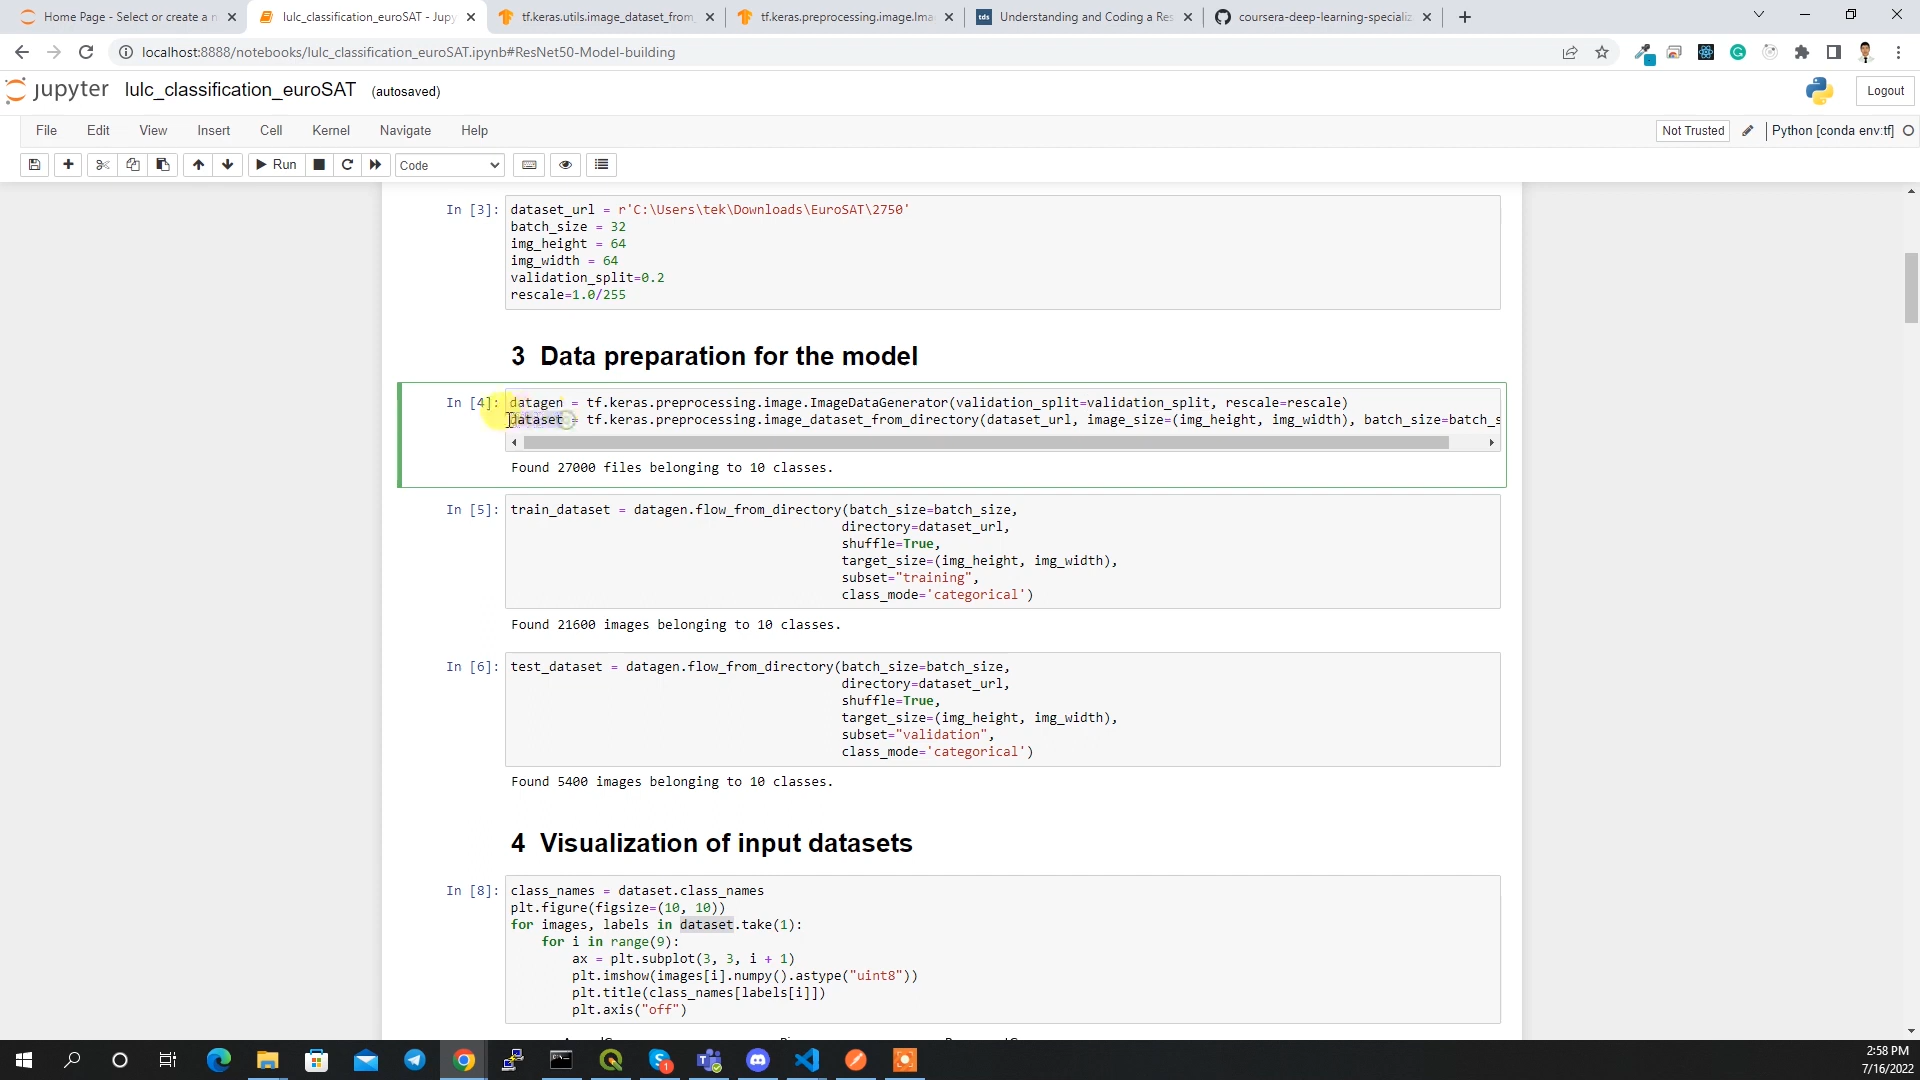 Home Page - Select or create a n
lulc_classification_euroSAT - Jupy
tf.keras.utils.image_dataset_from
tf.keras.preprocessing.image.Ima
tds Understanding and Coding a Res
coursera-deep-learning-specializ
localhost:8888/notebooks/lulc_classification_euroSAT.ipynb#ResNet50-Model-building
jupyter lulc_classification_euroSAT (autosaved)
Logout
File Edit View Insert Cell Kernel Navigate Help
Not Trusted
Python [conda env:tf]
Run
Code
In [3]: dataset_url = r'C:\Users\tek\Downloads\EuroSAT\2750'
batch_size = 32
img_height = 64
img_width = 64
validation_split=0.2
rescale=1.0/255
3 Data preparation for the model
In [4]: datagen = tf.keras.preprocessing.image.ImageDataGenerator(validation_split=validation_split, rescale=rescale)
dataset = tf.keras.preprocessing.image_dataset_from_directory(dataset_url, image_size=(img_height, img_width), batch_size=batch_s
Found 27000 files belonging to 10 classes.
In [5]: train_dataset = datagen.flow_from_directory(batch_size=batch_size,
directory=dataset_url,
shuffle=True,
target_size=(img_height, img_width),
subset="training",
class_mode='categorical')
Found 21600 images belonging to 10 classes.
In [6]: test_dataset = datagen.flow_from_directory(batch_size=batch_size,
directory=dataset_url,
shuffle=True,
target_size=(img_height, img_width),
subset="validation",
class_mode='categorical')
Found 5400 images belonging to 10 classes.
4 Visualization of input datasets
In [8]: class_names = dataset.class_names
plt.figure(figsize=(10, 10))
for images, labels in dataset.take(1):
for i in range(9):
ax = plt.subplot(3, 3, i + 1)
plt.imshow(images[i].numpy().astype("uint8"))
plt.title(class_names[labels[i]])
plt.axis("off")
2:58 PM
7/16/2022